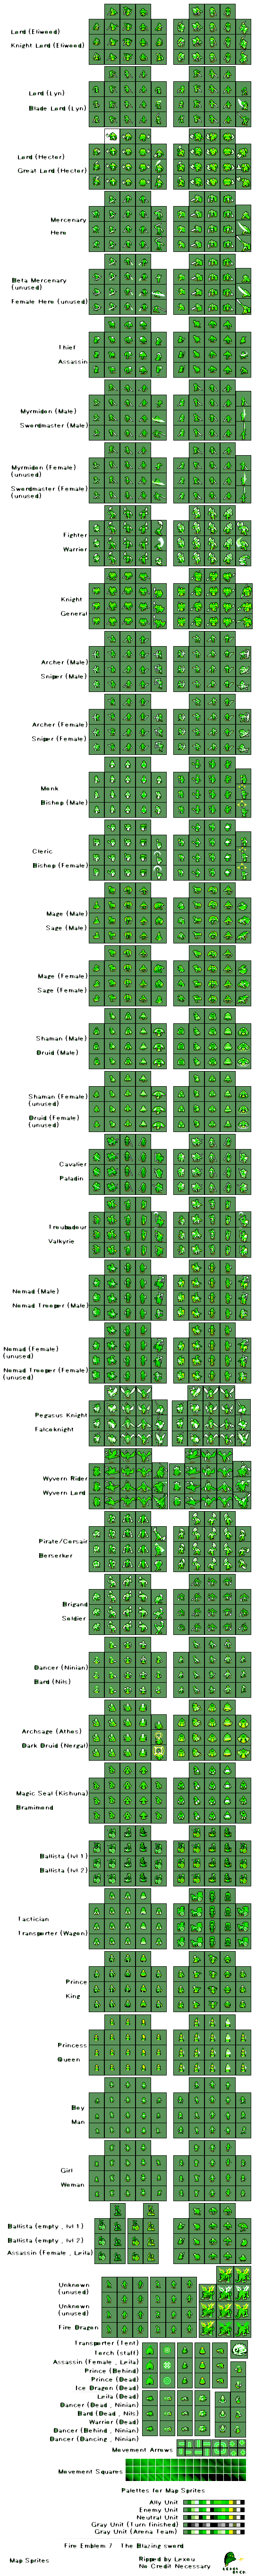 Lord (Eliwood)
Knight Lord (Eliwood)
Lord (Lyn)
Blade Lord (Lyn)
Lord (Hector)
Great Lord (Hector)
Mercenary
Hero
Beta Mercenary
(unused)
Female Hero (unused)
Thief
Assassin
Myrmidon (Male)
Swordmaster (Male)
Myrmidon (Female)
(unused)
Swordmaster (Female)
(unused)
Fighter
Warrior
Knight
General
Archer (Male)
Sniper (Male)
Archer (Female)
Sniper (Female)
Monk
Bishop (Male)
Cleric
Bishop (Female)
Mage (Male)
Sage (Male)
Mage (Female)
Sage (Female)
Shaman (Male)
Druid (Male)
Shaman (Female)
(unused)
Druid (Female)
(unused)
Cavalier
Paladin
Troubadour
Valkyrie
Nomad (Male)
Nomad Trooper (Male)
Nomad (Female)
(unused)
Nomad Trooper (Female)
(unused)
Pegasus Knight
Falcoknight
Wyvern Rider
Wyvern Lord
Pirate/Corsair
Berserker
Brigand
Soldier
Dancer (Ninian)
Bard (Nils)
Archsage (Athos)
Dark Druid (Nergal)
Magic Seal (Kishuna)
Bramimond
Ballista (lvl 1)
Ballista (lvl 2)
Tactician
Transporter (Wagon)
Prince
King
Princess
Queen
Boy
Man
Girl
Woman
Ballista (empty , lvl 1)
Ballista (empty , lvl 2)
Assassin (Female , Leila)
Unknown
(unused)
Unknown
(unused)
Fire Dragon
Transporter (Tent)
Torch (staff)
Assassin (Female , Leila)
Prince (Behind)
Prince (Dead)
Ice Dragon (Dead)
Leila (Dead)
Dancer (Dead , Ninian)
Bard (Dead , Nils)
Warrior (Dead)
Dancer (Behind , Ninian)
Dancer (Dancing , Ninian)
Movement Arrows
Movement Squares
Palettes for Map Sprites
Ally Unit
Enemy Unit
Neutral Unit
Gray Unit (Turn finished)
Gray Unit (Arena Team)
Fire Emblem 7 The Blazing sword
Map Sprites
Ripped by Lexou
No Credit Necessary